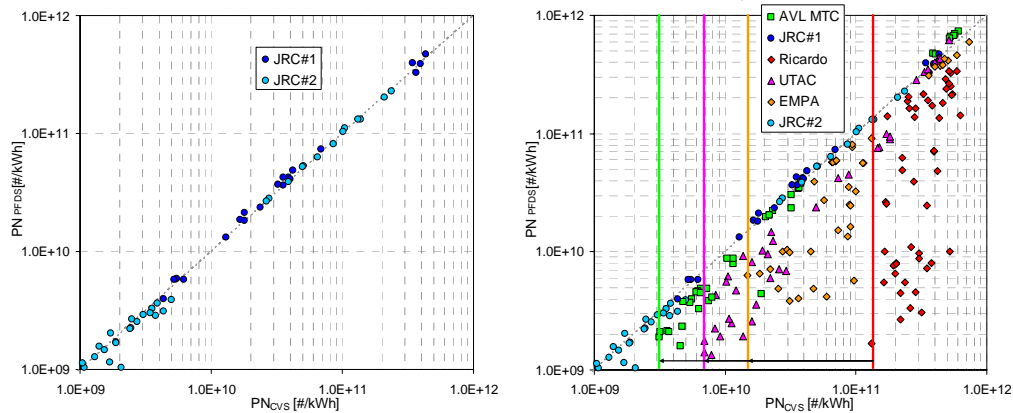 1.0E+12
1.0E+11
1.0E+10
1.0E+09
PN PFDS [#/kWh]
JRC#1
JRC#2
1.0E+09 1.0E+10 1.0E+11 1.0E+12
PNCVS [#/kWh]
1.0E+12
1.0E+11
1.0E+10
1.0E+09
PN PFDS [#/kWh]
AVL MTC
JRC#1
Ricardo
UTAC
EMPA
JRC#2
1.0E+09 1.0E+10 1.0E+11 1.0E+12
PNCVS [#/kWh]